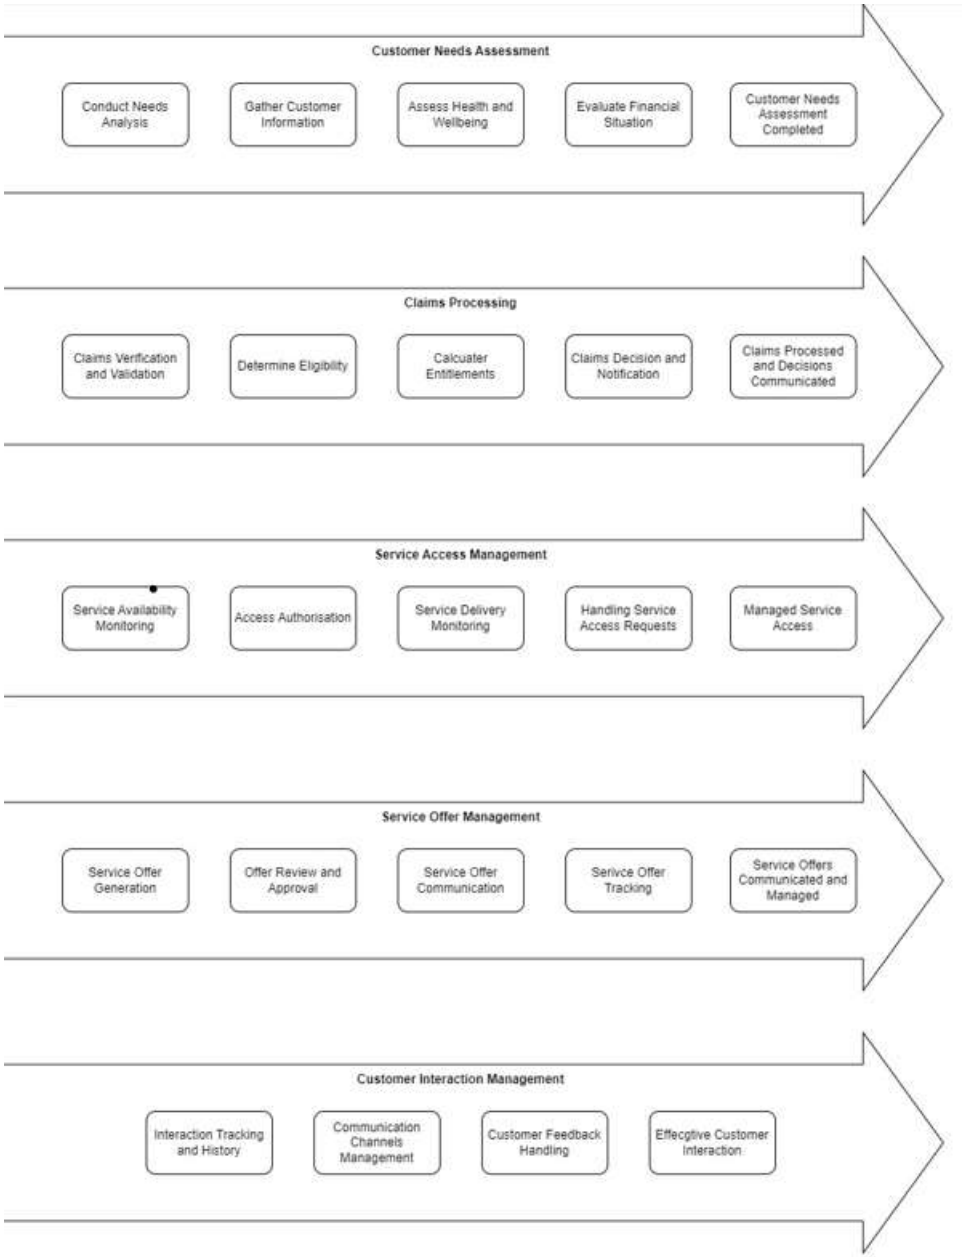 Customer Needs Assessment
Conduct Needs
Analysis
Gather Customer
Information
Assess Health and
Wellbeing
Evaluate Financial
Situation
Customer Needs
Assessment
Completed
Claims Processing
Claims Verification
and Validation
Determine Eligibility
Calcuater
Entitlements
Claims Decision and
Notification
Claims Processed
and Decisions
Communicated
Service Access Management
Service Availability
Monitoring
Access Authorisation
Service Delivery
Monitoring
Handling Service
Access Requests
Managed Service
Access
Service Offer Management
Service Offer
Generation
Offer Review and
Approval
Service Offer
Communication
Serivce Offer
Tracking
Service Offers
Communicated and
Managed
Customer Interaction Management
Interaction Tracking
and History
Communication
Channels
Management
Customer Feedback
Handling
Effecgtive Customer
Interaction